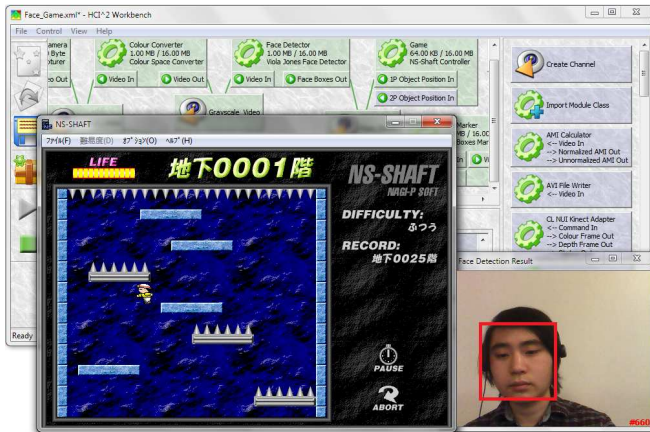 Face_Game.xml* - HCI^2 Workbench
File Control View Help
Colour Converter
1.00 MB / 16.00 MB
Colour Space Converter
Video In
Video Out
Face Detector
1.00 MB / 16.00 MB
Viola Jones Face Detector
Video In
Face Boxes Out
Game
64.00 KB / 16.00 MB
NS-Shaft Controller
1P Object Position In
2P Object Position In
Grayscale Video
Create Channel
Import Module Class
AMI Calculator
<-- Video In
--> Normalized AMI Out
--> Unnormalized AMI Out
AVI File Writer
<-- Video In
CL NUI Kinect Adapter
<-- Command In
--> Colour Frame Out
--> Depth Frame Out
Ready
NS-SHAFT
ファイル(F) 難易度(D) オプション(O) ヘルプ(H)
LIFE
地下0001階
NS-SHAFT
NAGI-P SOFT
DIFFICULTY:
ふつう
RECORD:
地下0025階
PAUSE
ABORT
Face Detection Result
#660